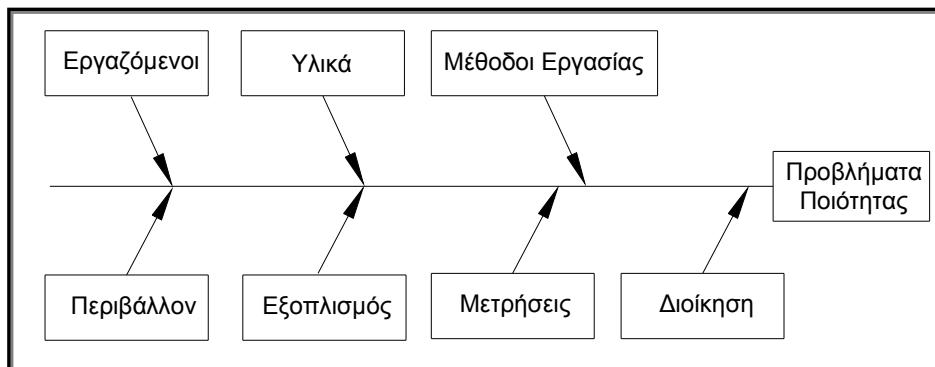 Εργαζόμενοι
Υλικά
Μέθοδοι Εργασίας
Προβλήματα
Ποιότητας
Περιβάλλον
Εξοπλισμός
Μετρήσεις
Διοίκηση